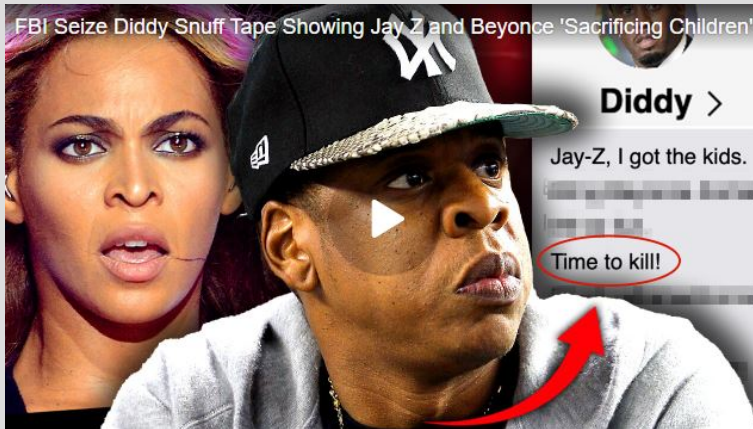 FBI Seize Diddy Snuff Tape Showing Jay Z and Beyonce 'Sacrificing Children'
Diddy >
Jay-Z, I got the kids.
Time to kill!